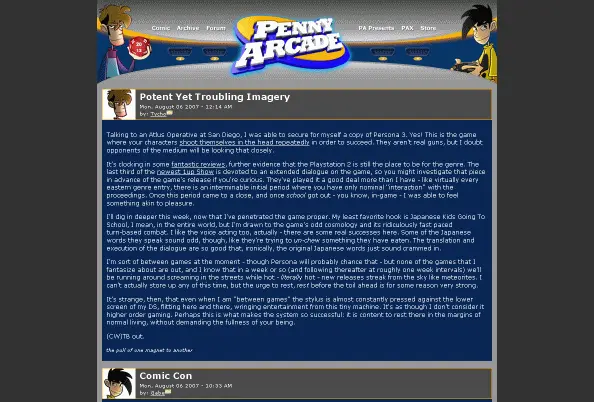 Comic Archive Forum
PENNY ARCADE
PA Presents PAX Store
Potent Yet Troubling Imagery
Mon, August 06 2007 - 12:14 AM
by: Tycho
Talking to an Atlus Operative at San Diego, I was able to secure for myself a copy of Persona 3. Yes! This is the game
where your characters shoot themselves in the head repeatedly in order to succeed. They aren't real guns, but I doubt
opponents of the medium will be looking that closely.
It's clocking in some fantastic reviews, further evidence that the Playstation 2 is still the place to be for the genre. The
last third of the newest 1up Show is devoted to an extended dialogue on the game, so you might investigate that piece
in advance of the game's release if you're curious. They've played it a good deal more than I have - like virtually every
eastern genre entry, there is an interminable initial period where you have only nominal "interaction" with the
proceedings. Once this period came to a close, and once school got out - you know, in-game - I was able to feel
something akin to pleasure.
I'll dig in deeper this week, now that I've penetrated the game proper. My least favorite hook is Japanese Kids Going To
School, I mean, in the entire world, but I'm drawn to the game's odd cosmology and its ridiculously fast paced
turn-based combat. I like the voice acting too, actually - there are some real successes here. Some of the Japanese
words they speak sound odd, though, like they're trying to un-chew something they have eaten. The translation and
execution of the dialogue are so good that, ironically, the original Japanese words just sound crammed in.
I'm sort of between games at the moment - though Persona will probably chance that - but none of the games that I
fantasize about are out, and I know that in a week or so (and following thereafter at roughly one week intervals) we'll
be running around screaming in the streets while hot - literally hot - new releases streak from the sky like meteorites. I
can't actually store up any of this time, but the urge to rest, rest before the toil ahead is for some reason very strong.
It's strange, then, that even when I am "between games" the stylus is almost constantly pressed against the lower
screen of my DS, flitting here and there, wringing entertainment from this tiny machine. It's as though I don't consider it
higher order gaming. Perhaps this is what makes the system so successful: it is content to rest there in the margins of
normal living, without demanding the fullness of your being.
(CW)TB out.
the pull of one magnet to another
Comic Con
Mon, August 06 2007 - 10:33 AM
by: Gabe